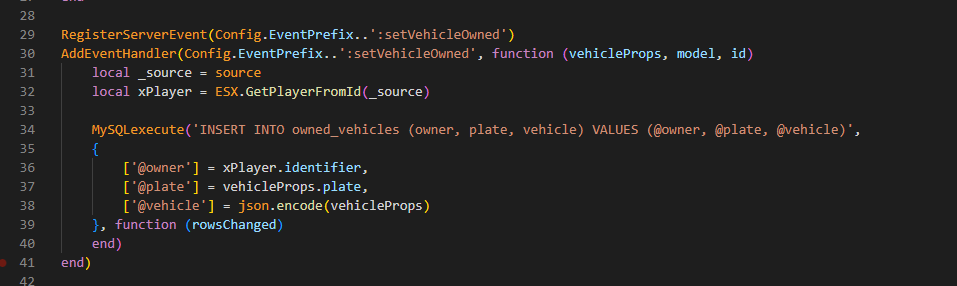 28
29 RegisterServerEvent(Config.EventPrefix..':setVehicleOwned')
30 AddEventHandler(Config.EventPrefix..':setVehicleOwned', function (vehicleProps, model, id)
31     local _source = source
32     local xPlayer = ESX.GetPlayerFromId(_source)
33
34     MySQLexecute('INSERT INTO owned_vehicles (owner, plate, vehicle) VALUES (@owner, @plate, @vehicle)',
35     {
36         ['@owner'] = xPlayer.identifier,
37         ['@plate'] = vehicleProps.plate,
38         ['@vehicle'] = json.encode(vehicleProps)
39     }, function (rowsChanged)
40     end)
41 end)
42